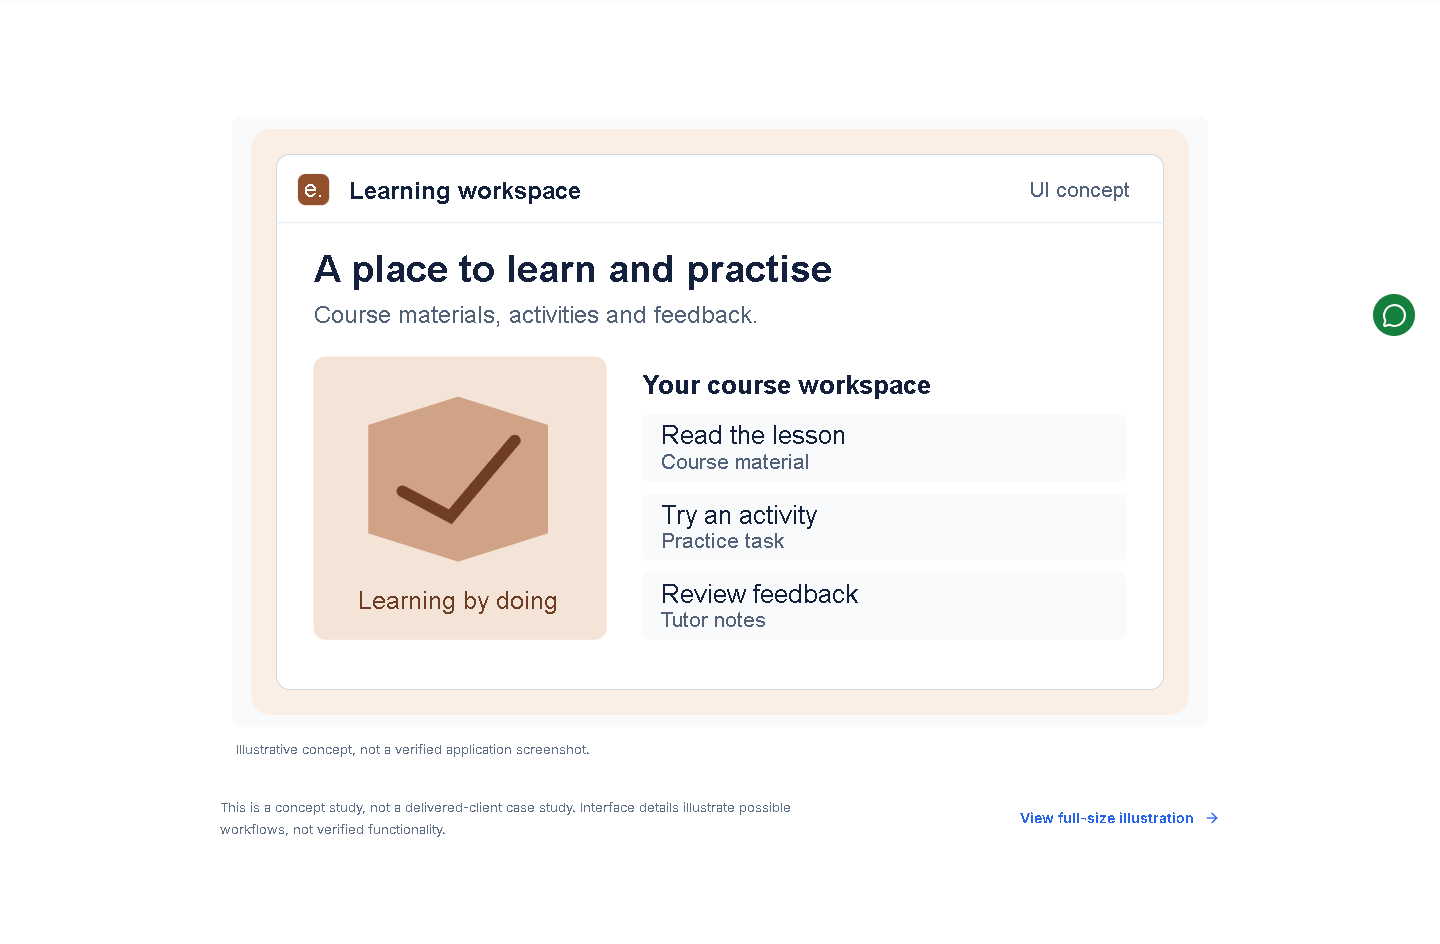 e. Learning workspace
UI concept
A place to learn and practise
Course materials, activities and feedback.
Learning by doing
Your course workspace
Read the lesson
Course material
Try an activity
Practice task
Review feedback
Tutor notes
Illustrative concept, not a verified application screenshot.
This is a concept study, not a delivered-client case study. Interface details illustrate possible
workflows, not verified functionality.
View full-size illustration